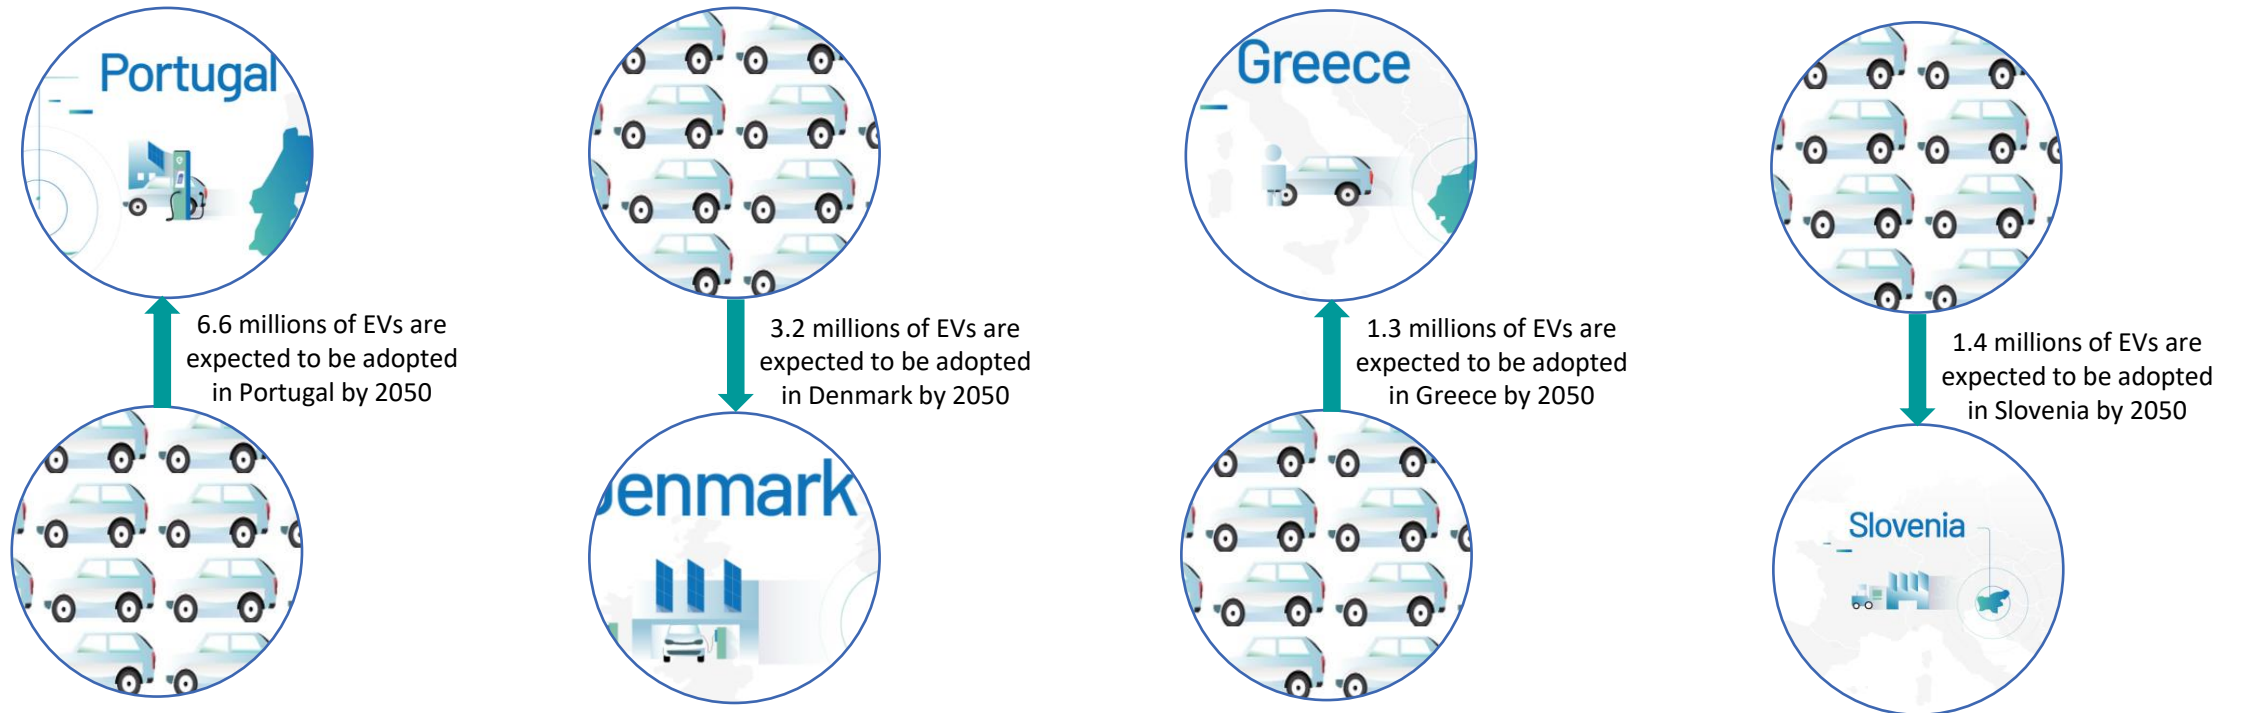 Portugal
6.6 millions of EVs are
expected to be adopted
in Portugal by 2050
3.2 millions of EVs are
expected to be adopted
in Denmark by 2050
Denmark
Greece
1.3 millions of EVs are
expected to be adopted
in Greece by 2050
1.4 millions of EVs are
expected to be adopted
in Slovenia by 2050
Slovenia